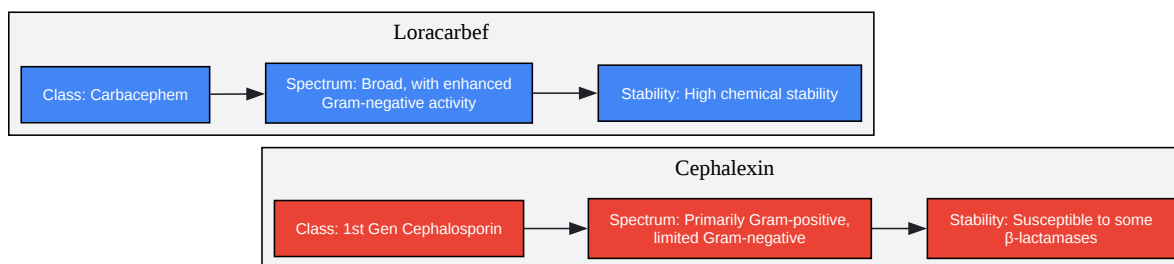 Loracarbef
Class: Carbacephem
Spectrum: Broad, with enhanced
Gram-negative activity
Stability: High chemical stability
Cephalexin
Class: 1st Gen Cephalosporin
Spectrum: Primarily Gram-positive,
limited Gram-negative
Stability: Susceptible to some
β-lactamases